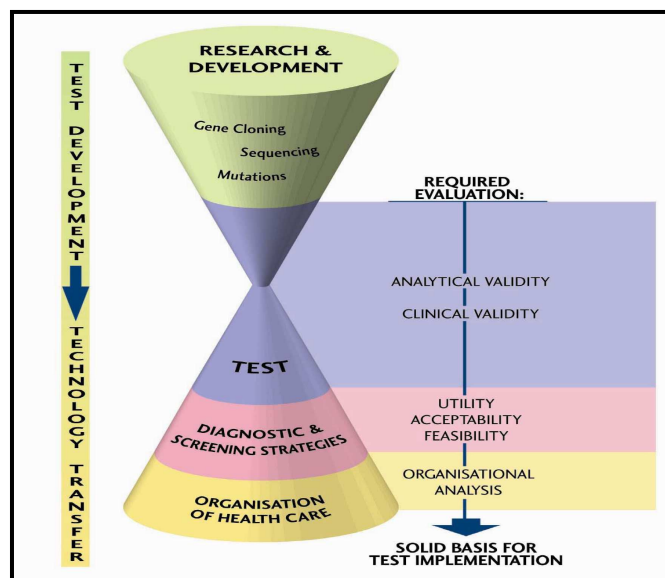 TEST DEVELOPMENT
TECHNOLOGY TRANSFER
RESEARCH &
DEVELOPMENT
Gene Cloning
Sequencing
Mutations
TEST
DIAGNOSTIC &
SCREENING STRATEGIES
ORGANISATION
OF HEALTH CARE
REQUIRED
EVALUATION:
ANALYTICAL VALIDITY
CLINICAL VALIDITY
UTILITY
ACCEPTABILITY
FEASIBILITY
ORGANISATIONAL
ANALYSIS
SOLID BASIS FOR
TEST IMPLEMENTATION